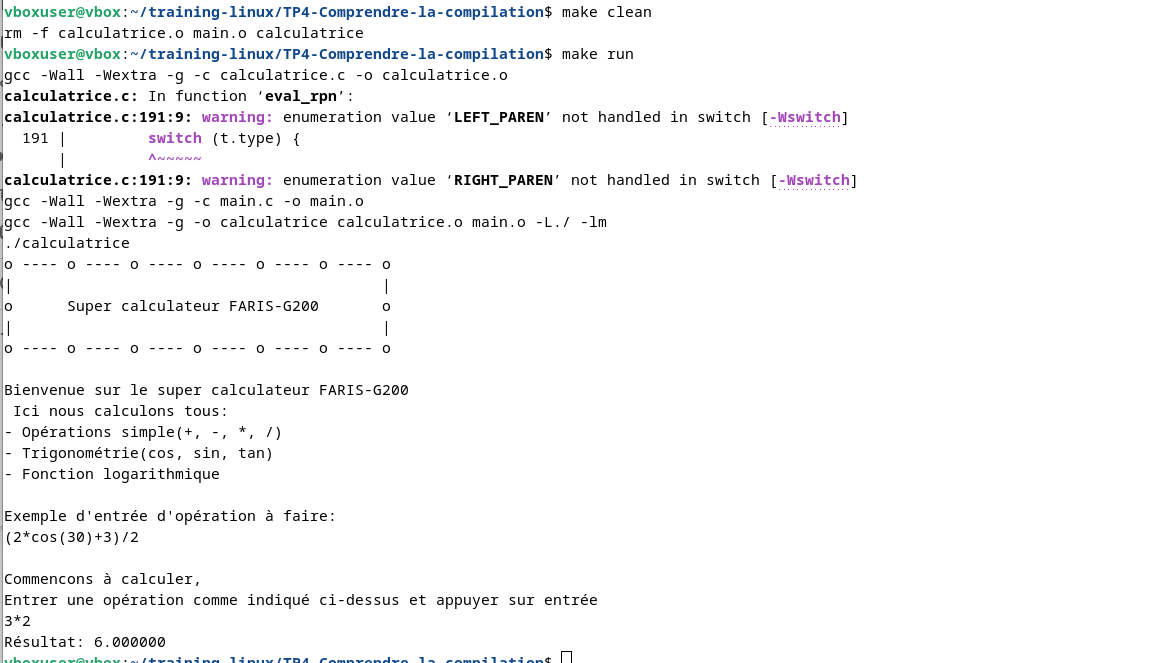 vboxuser@vbox:~/training-linux/TP4-Comprendre-la-compilation$ make clean
rm -f calculatrice.o main.o calculatrice
vboxuser@vbox:~/training-linux/TP4-Comprendre-la-compilation$ make run
gcc -Wall -Wextra -g -c calculatrice.c -o calculatrice.o
calculatrice.c: In function ‘eval_rpn’:
calculatrice.c:191:9: warning: enumeration value ‘LEFT_PAREN’ not handled in switch [-Wswitch]
  191 |         switch (t.type) {
      |         ^~~~~~
calculatrice.c:191:9: warning: enumeration value ‘RIGHT_PAREN’ not handled in switch [-Wswitch]
gcc -Wall -Wextra -g -c main.c -o main.o
gcc -Wall -Wextra -g -o calculatrice calculatrice.o main.o -L./ -lm
./calculatrice
o ---- o ---- o ---- o ---- o ---- o ---- o
|                                         |
o      Super calculateur FARIS-G200       o
|                                         |
o ---- o ---- o ---- o ---- o ---- o ---- o
Bienvenue sur le super calculateur FARIS-G200
 Ici nous calculons tous:
- Opérations simple(+, -, *, /)
- Trigonométrie(cos, sin, tan)
- Fonction logarithmique
Exemple d'entrée d'opération à faire:
(2*cos(30)+3)/2
Commencons à calculer,
Entrer une opération comme indiqué ci-dessus et appuyer sur entrée
3*2
Résultat: 6.000000
vboxuser@vbox:~/training-linux/TP4-Comprendre-la-compilation$